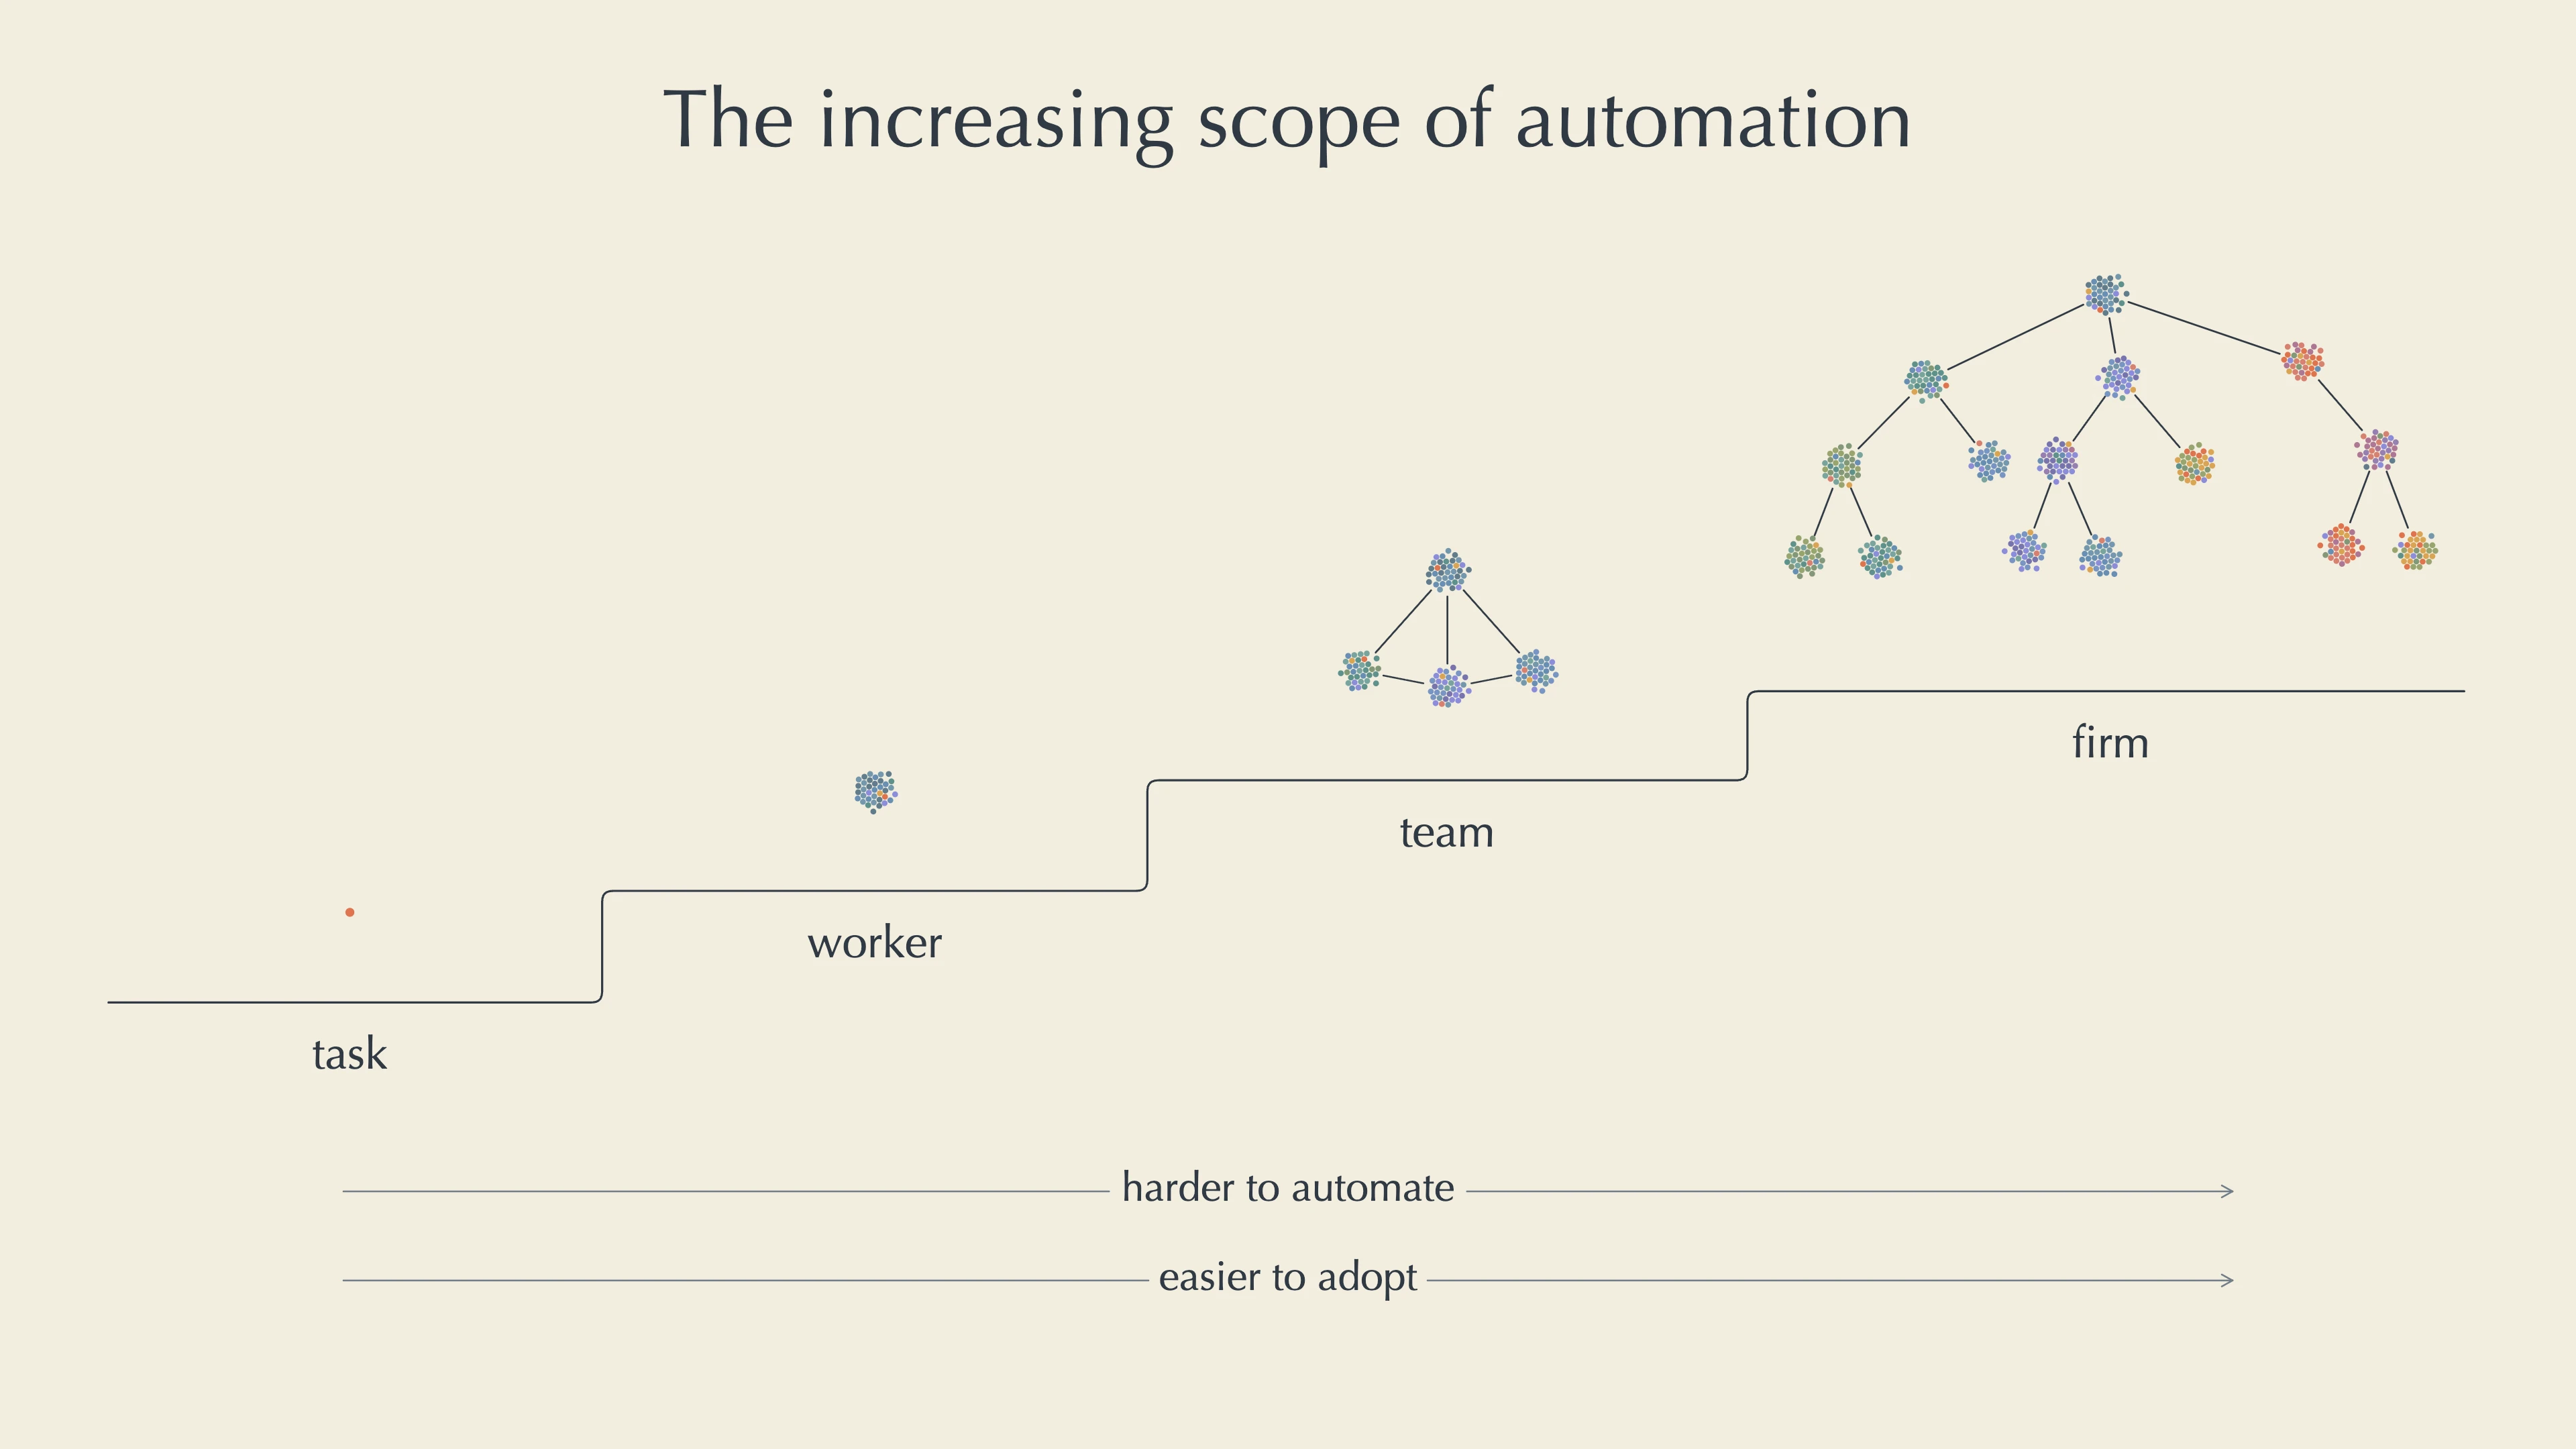 The increasing scope of automation
firm
team
worker
task
harder to automate
easier to adopt